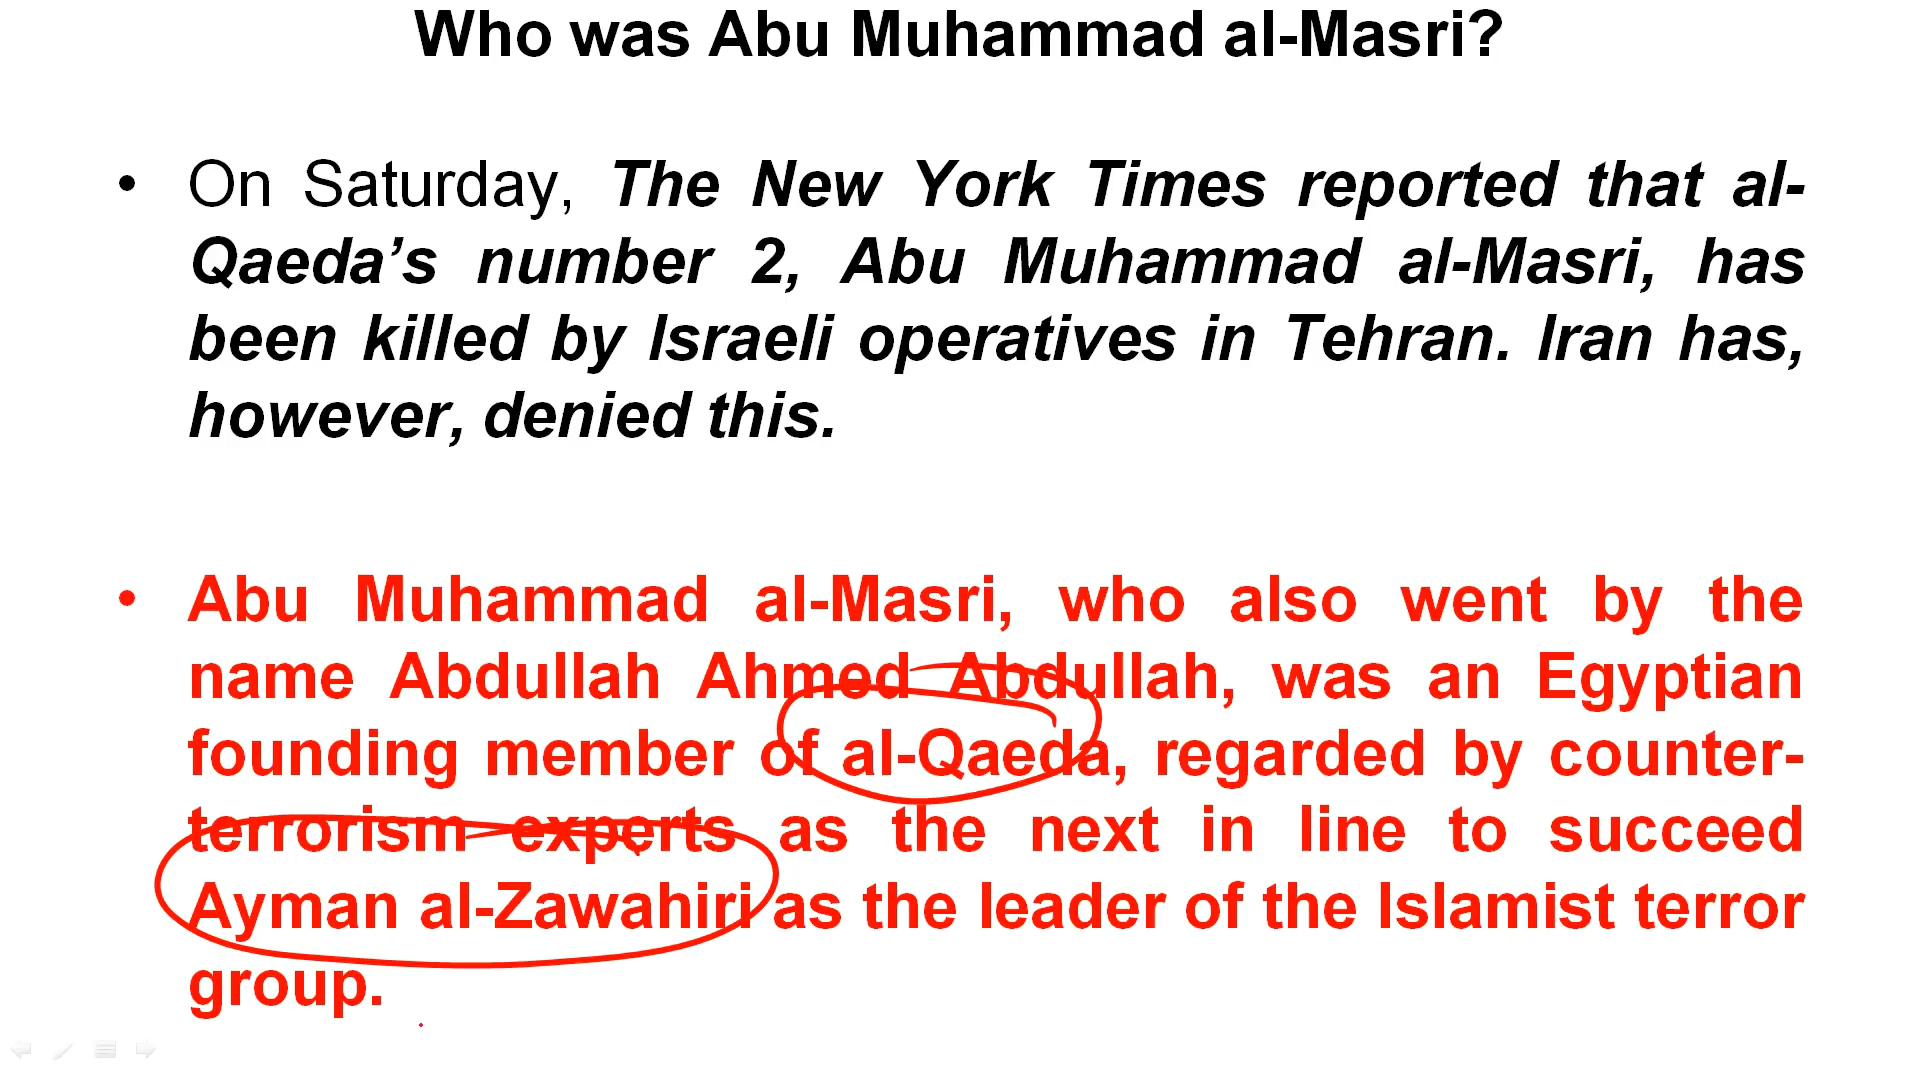 Who was Abu Muhammad al-Masri?
• On Saturday, The New York Times reported that al-
Qaeda’s number 2, Abu Muhammad al-Masri, has
been killed by Israeli operatives in Tehran. Iran has,
however, denied this.
• Abu Muhammad al-Masri, who also went by the
name Abdullah Ahmed Abdullah, was an Egyptian
founding member of al-Qaeda, regarded by counter-
terrorism experts as the next in line to succeed
Ayman al-Zawahiri as the leader of the Islamist terror
group.